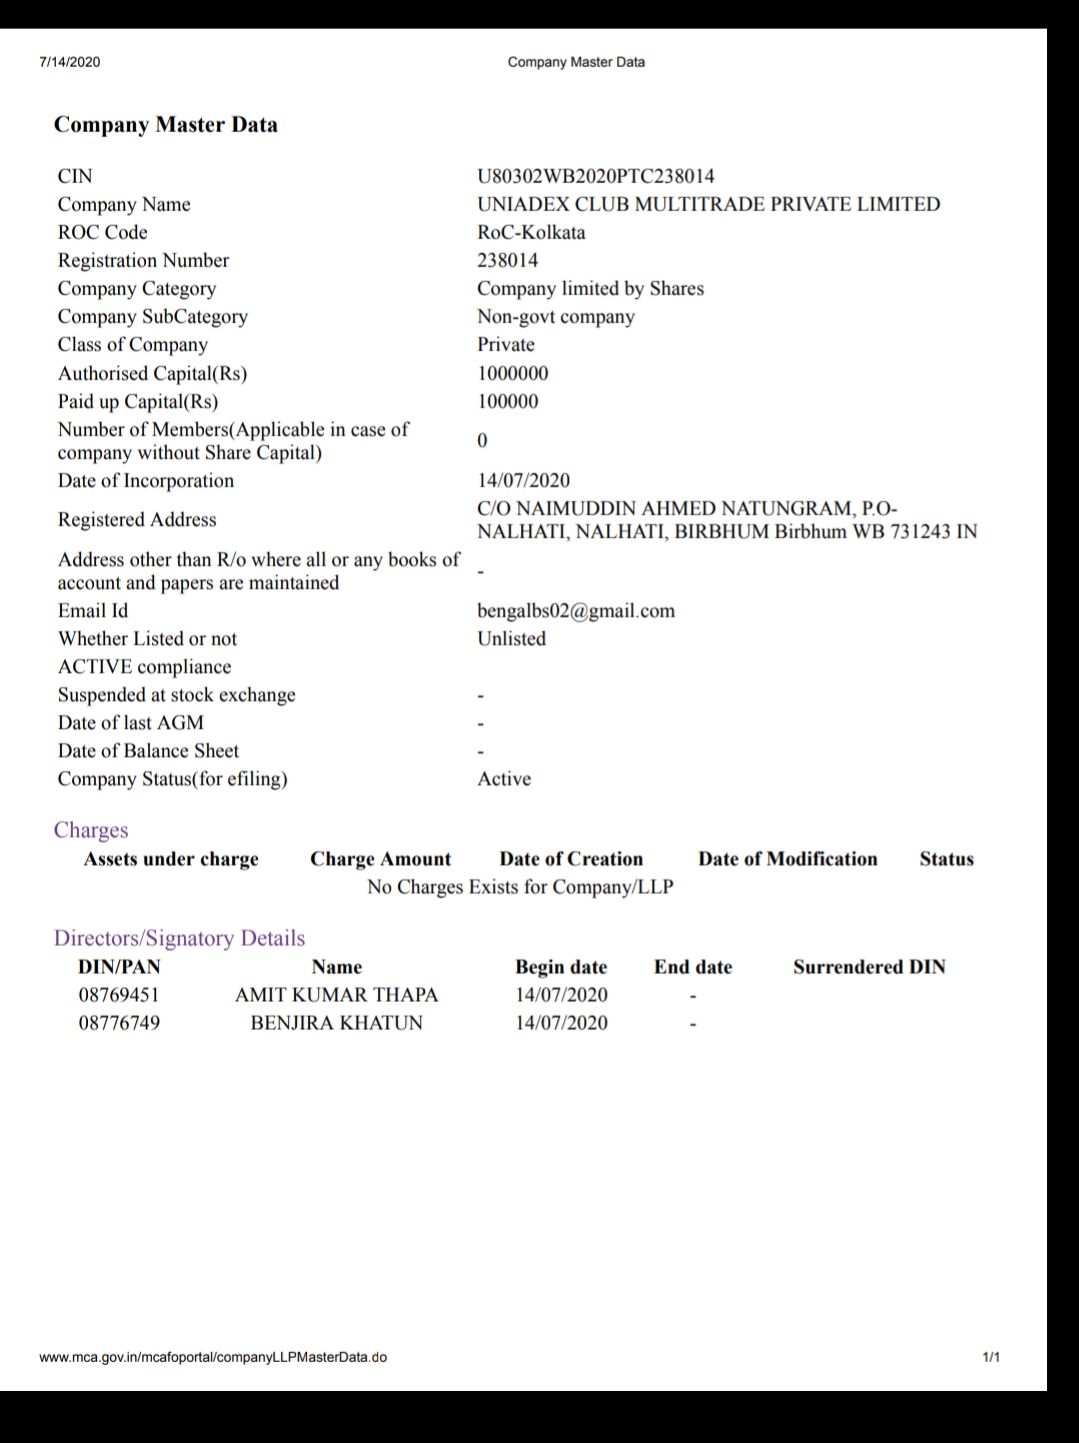 7/14/2020 Company Master Data
Company Master Data
CIN U80302WB2020PTC238014
Company Name UNIADEX CLUB MULTITRADE PRIVATE LIMITED
ROC Code RoC-Kolkata
Registration Number 238014
Company Category Company limited by Shares
Company SubCategory Non-govt company
Class of Company Private
Authorised Capital(Rs) 1000000
Paid up Capital(Rs) 100000
Number of Members(Applicable in case of
company without Share Capital) 0
Date of Incorporation 14/07/2020
Registered Address C/O NAIMUDDIN AHMED NATUNGRAM, P.O-
NALHATI, NALHATI, BIRBHUM Birbhum WB 731243 IN
Address other than R/o where all or any books of
account and papers are maintained -
Email Id bengalbs02@gmail.com
Whether Listed or not Unlisted
ACTIVE compliance
Suspended at stock exchange -
Date of last AGM -
Date of Balance Sheet -
Company Status(for efiling) Active
Charges
Assets under charge Charge Amount Date of Creation Date of Modification Status
No Charges Exists for Company/LLP
Directors/Signatory Details
DIN/PAN Name Begin date End date Surrendered DIN
08769451 AMIT KUMAR THAPA 14/07/2020 -
08776749 BENJIRA KHATUN 14/07/2020 -
www.mca.gov.in/mcafoportal/companyLLPMasterData.do 1/1